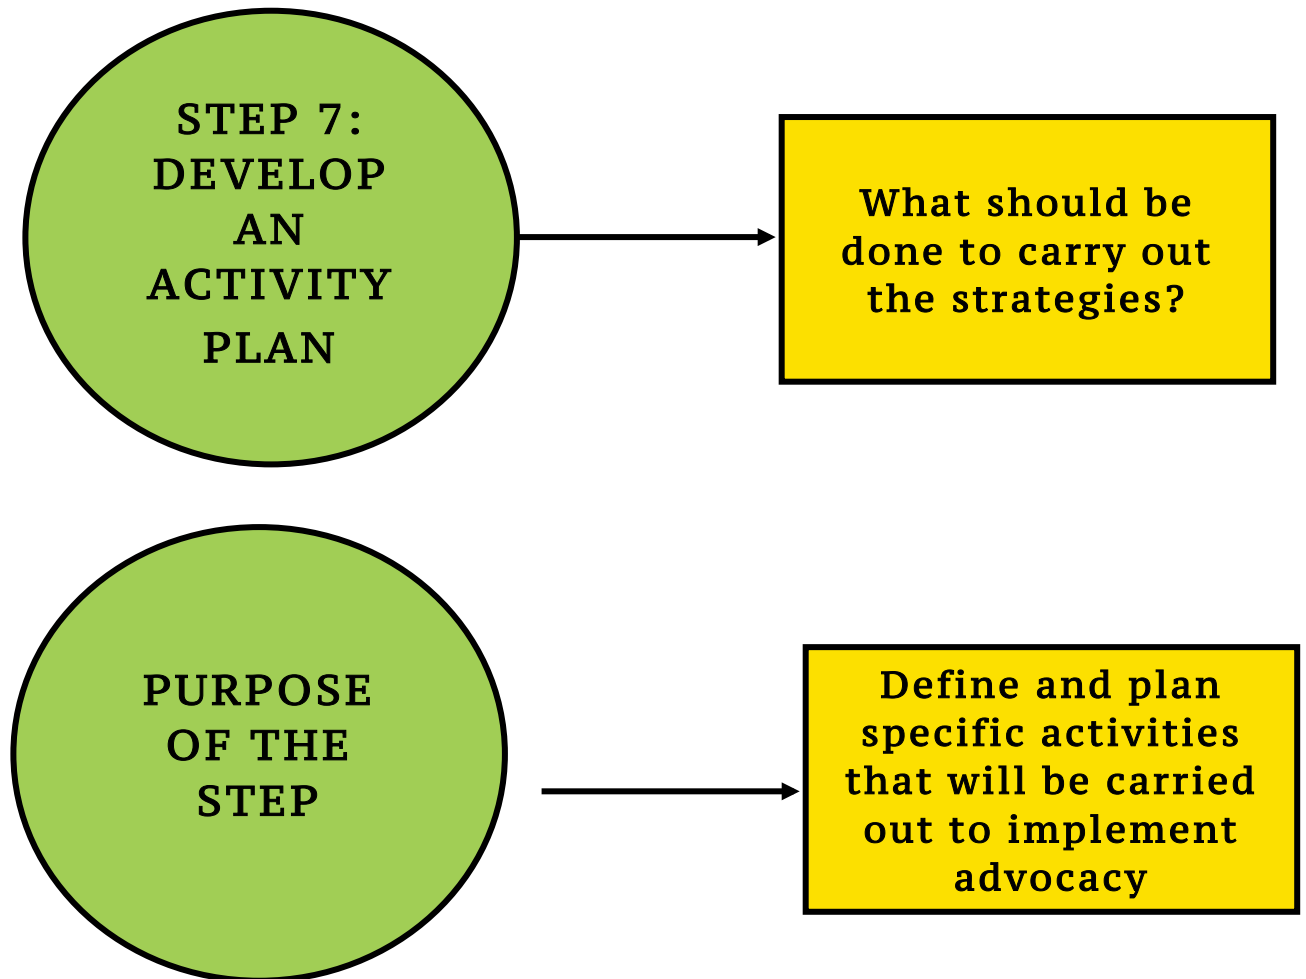 STEP 7:
DEVELOP
AN
ACTIVITY
PLAN
What should be
done to carry out
the strategies?
PURPOSE
OF THE
STEP
Define and plan
specific activities
that will be carried
out to implement
advocacy